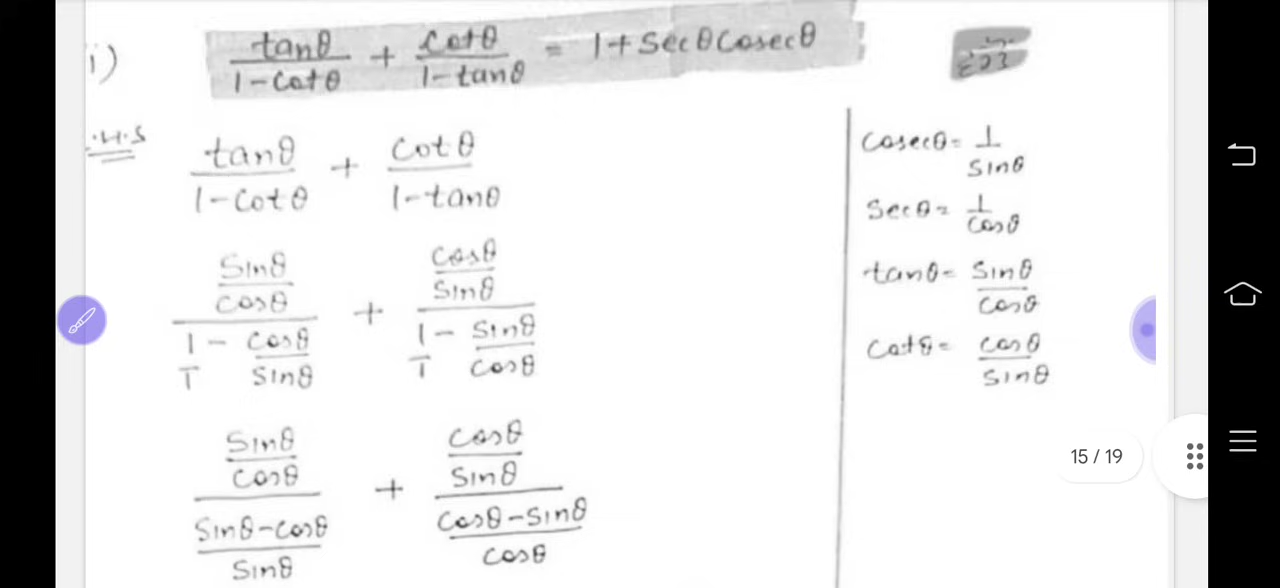 i) tanθ/1-cotθ + cotθ/1-tanθ = 1+secθcosecθ
.H.S
tanθ/1-cotθ + cotθ/1-tanθ
sinθ/cosθ / 1/1 - cosθ/sinθ + cosθ/sinθ / 1/1 - sinθ/cosθ
sinθ/cosθ / sinθ-cosθ/sinθ + cosθ/sinθ / cosθ-sinθ/cosθ
cosecθ = 1/sinθ
secθ = 1/cosθ
tanθ = sinθ/cosθ
cotθ = cosθ/sinθ
15 / 19